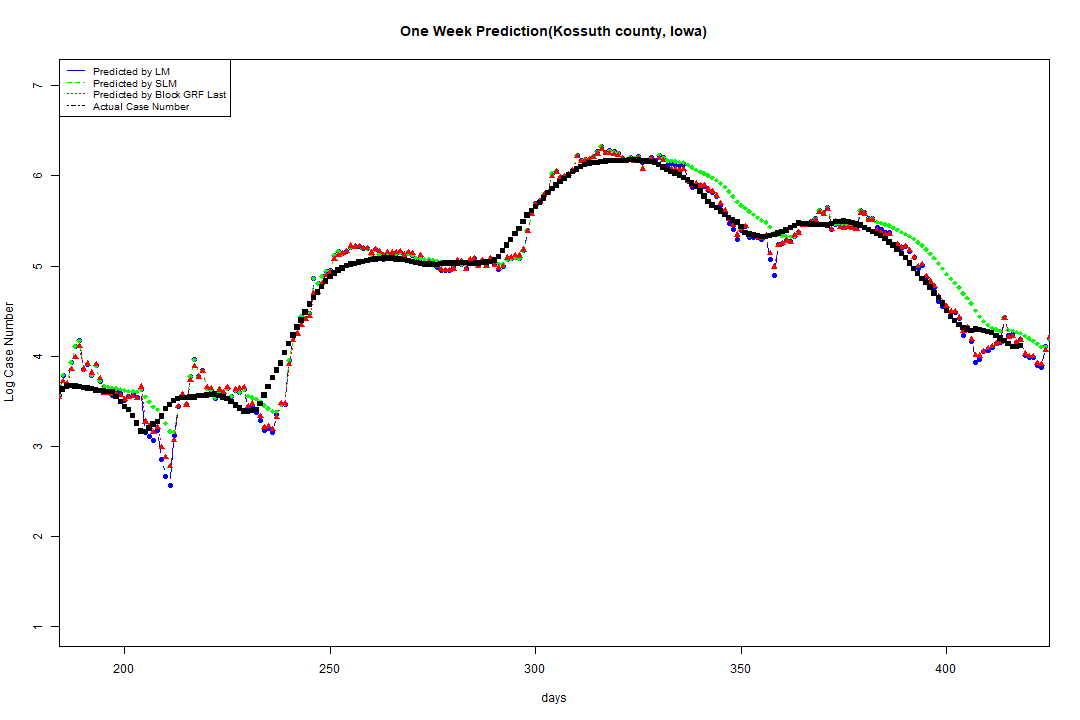 One Week Prediction(Kossuth county, Iowa)
Predicted by LM
Predicted by SLM
Predicted by Block GRF Last
Actual Case Number
7
6
5
4
3
2
1
Log Case Number
200 250 300 350 400
days